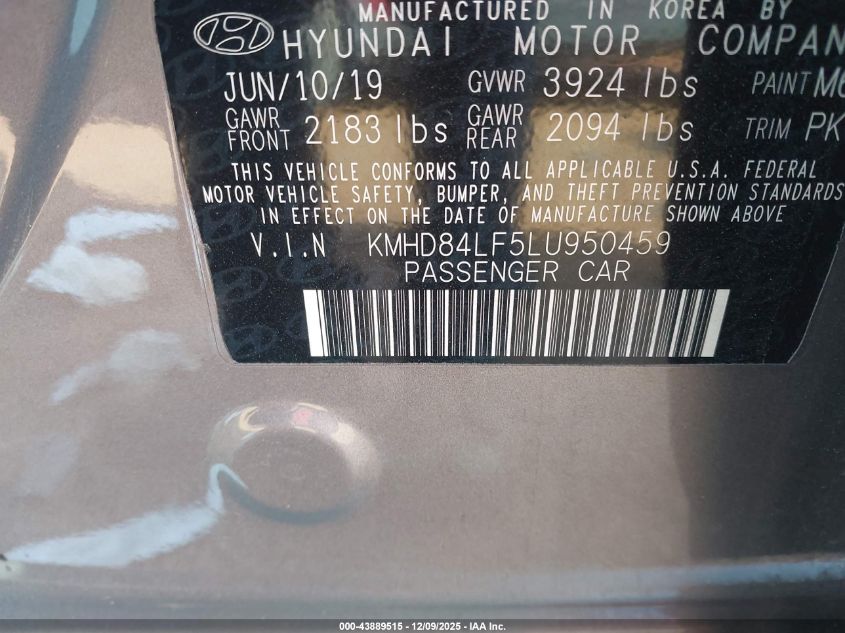 MANUFACTURED IN KOREA BY
HYUNDAI MOTOR COMPAN
JUN/10/19 GVWR 3924 lbs PAINT M6
GAWR FRONT 2183 lbs GAWR REAR 2094 lbs TRIM PK
THIS VEHICLE CONFORMS TO ALL APPLICABLE U.S.A. FEDERAL
MOTOR VEHICLE SAFETY, BUMPER, AND THEFT PREVENTION STANDARDS
IN EFFECT ON THE DATE OF MANUFACTURE SHOWN ABOVE
V.I.N KMHD84LF5LU950459
PASSENGER CAR
000-43889515 - 12/09/2025 - IAA Inc.